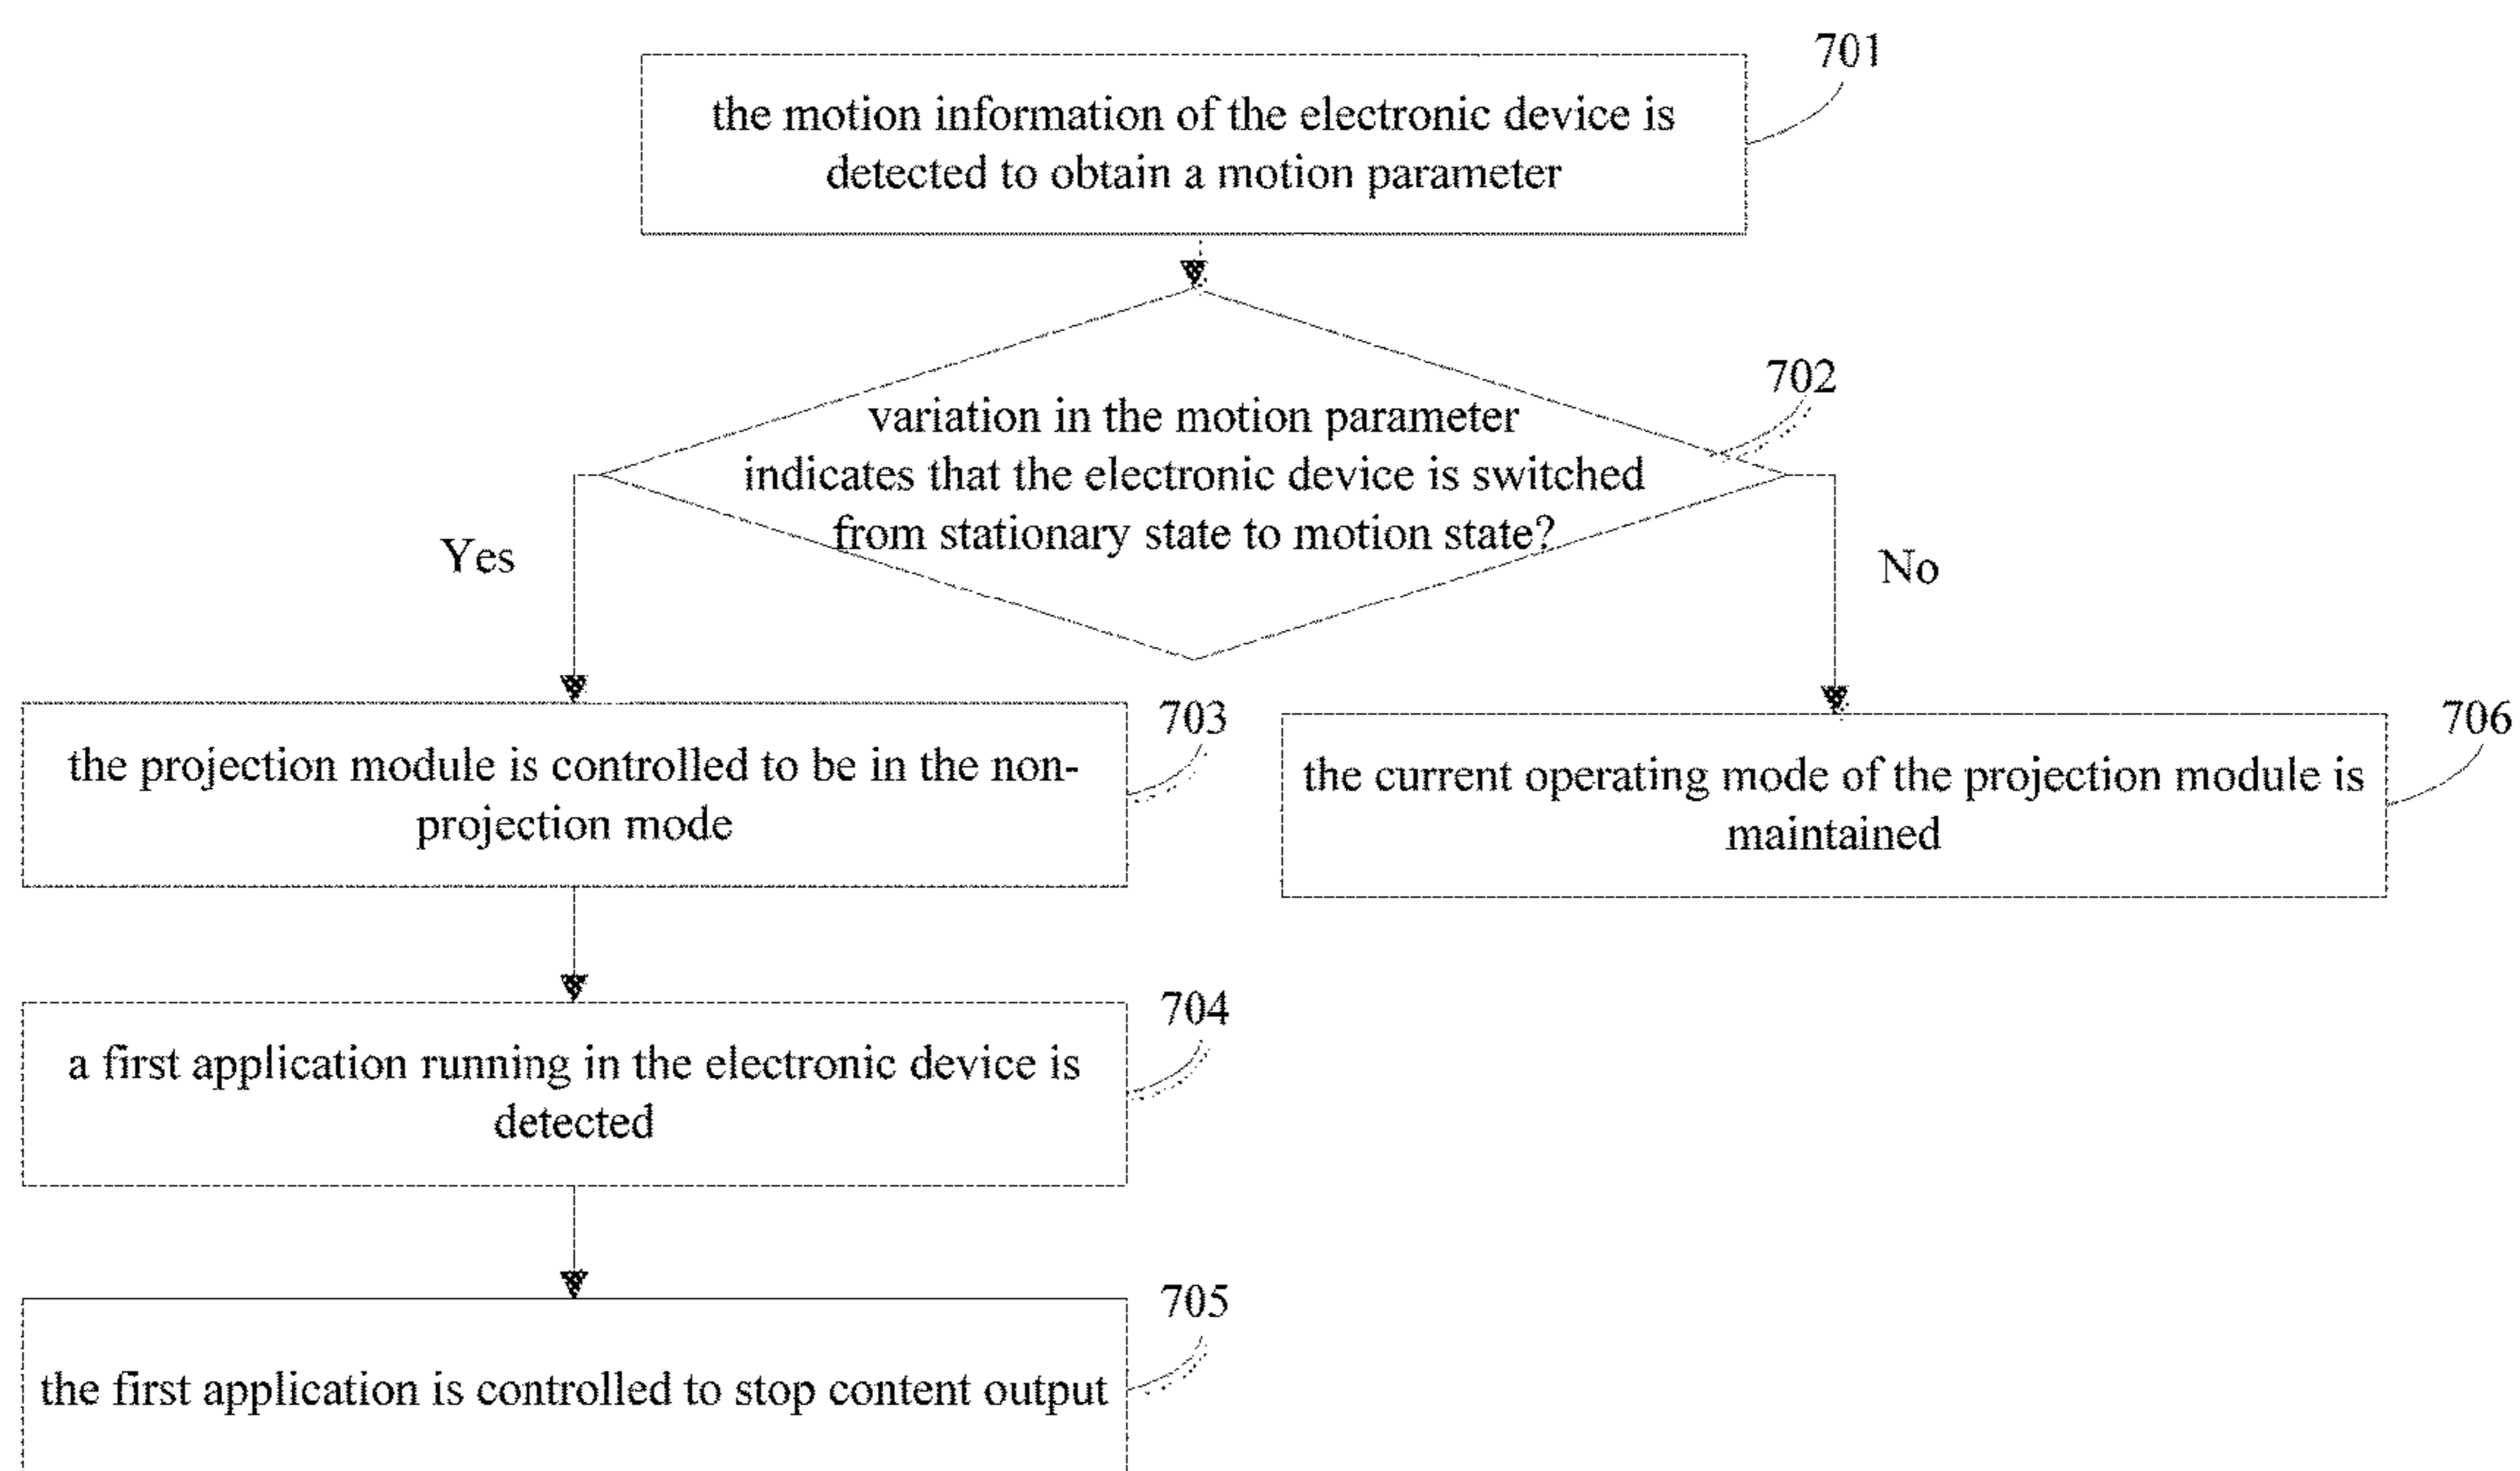 701
the motion information of the electronic device is
detected to obtain a motion parameter
702
variation in the motion parameter
indicates that the electronic device is switched
from stationary state to motion state?
Yes
No
703
the projection module is controlled to be in the non-
projection mode
706
the current operating mode of the projection module is
maintained
704
a first application running in the electronic device is
detected
705
the first application is controlled to stop content output